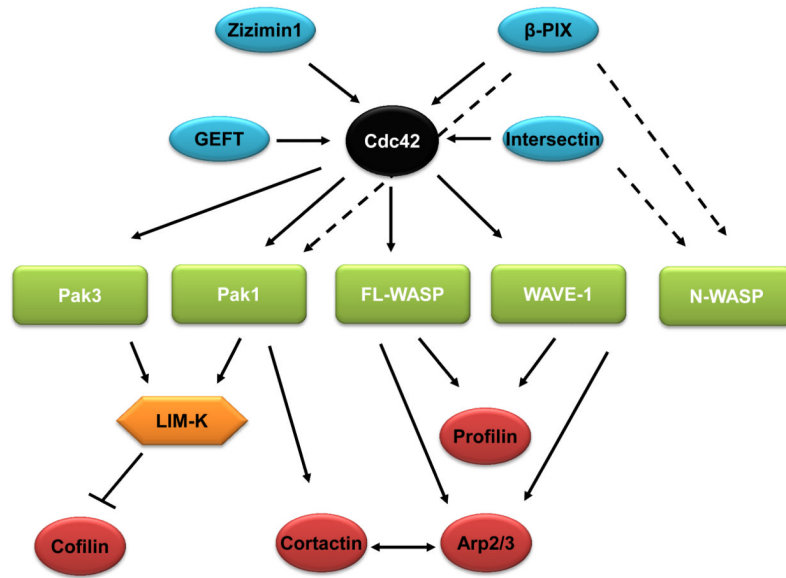 Zizimin1
β-PIX
GEFT
Cdc42
Intersectin
Pak3
Pak1
FL-WASP
WAVE-1
N-WASP
LIM-K
Profilin
Cofilin
Cortactin
Arp2/3